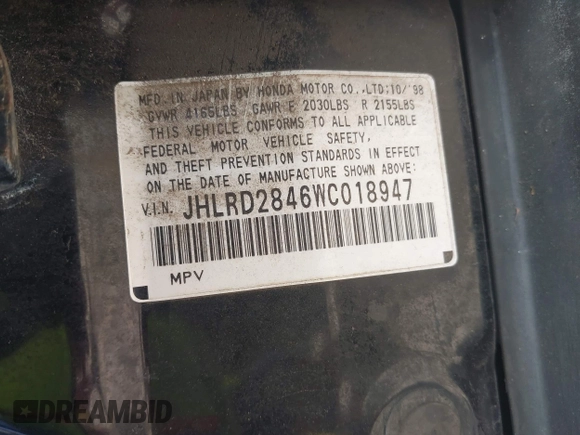 MFD. IN JAPAN BY HONDA MOTOR CO., LTD:10/'98
GVWR 4165LBS GAWR F 2030LBS R 2155LBS
THIS VEHICLE CONFORMS TO ALL APPLICABLE
FEDERAL MOTOR VEHICLE SAFETY,
AND THEFT PREVENTION STANDARDS IN EFFECT
ON THE DATE OF MANUFACTURE SHOWN ABOVE:
V.I.N. JHLRD2846WC018947
MPV
DREAMBID